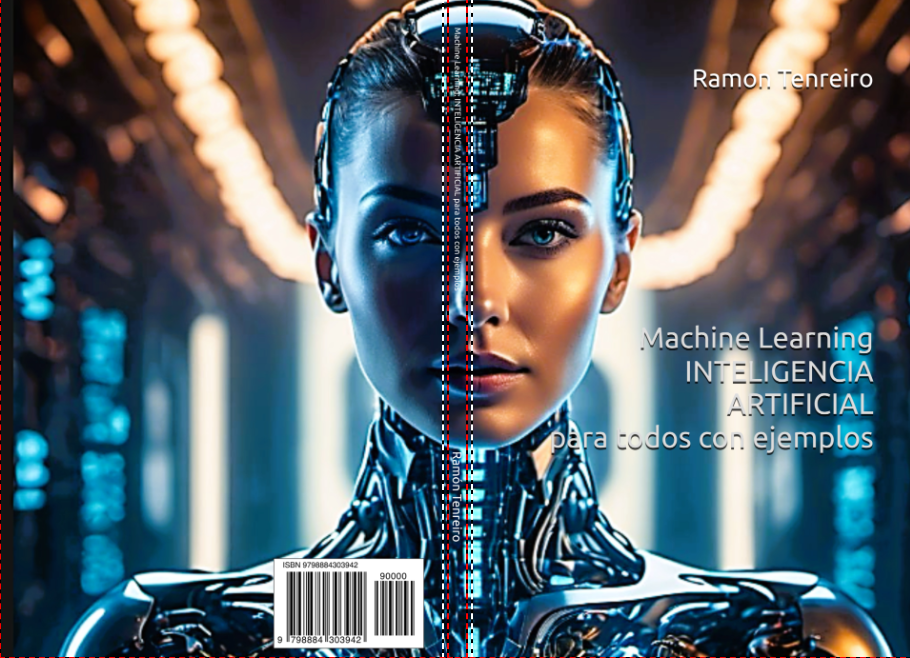 Ramon Tenreiro
Machine Learning
INTELIGENCIA
ARTIFICIAL
para todos con ejemplos
Machine Learning INTELIGENCIA ARTIFICIAL para todos con ejemplos
Ramón Tenreiro
ISBN 9798884303942
90000
9 798884 303942